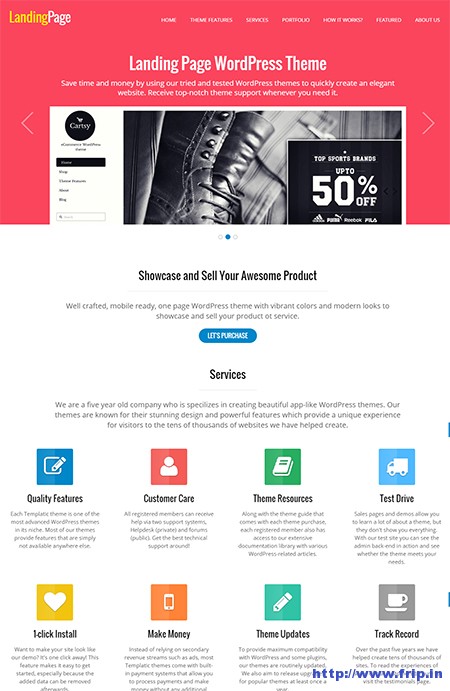 LandingPage
HOME THEME FEATURES SERVICES PORTFOLIO HOW IT WORKS? FEATURED ABOUT US
Landing Page WordPress Theme
Save time and money by using our tried and tested WordPress themes to quickly create an elegant
website. Receive top-notch theme support whenever you need it.
Cartsy
eCommerce WordPress
theme
Home
Shop
Theme Features
About
Blog
Search
TOP SPORTS BRANDS
UPTO
50% OFF
adidas PUMA Reebok FILA
Showcase and Sell Your Awesome Product
Well crafted, mobile ready, one page WordPress theme with vibrant colors and modern looks to
showcase and sell your product ot service.
LET'S PURCHASE
Services
We are a five year old company who is specilizes in creating beautiful app-like WordPress themes. Our
themes are known for their stunning design and powerful features which provide a unique experience
for visitors to the tens of thousands of websites we have helped create.
Quality Features
Each Templatic theme is one of the
most advanced WordPress themes
in its niche. Most of our themes
provide features that are simply
not available anywhere else.
Customer Care
All registered members can receive
help via two support systems,
Helpdesk (private) and forums
(public). Get the best technical
support around!
Theme Resources
Along with the theme guide that
comes with each theme purchase,
each registered member also has
access to our extensive
documentation library with various
WordPress related articles.
Test Drive
Sales pages and demos allow you
to learn a lot of about a theme, but
they don't show you everything.
With our test site you can see the
admin back-end in action and see
whether the theme meets your
needs.
1-click Install
Want to make your site look like
our demo? It's one click away! This
feature makes it easy to get
started, especially because the
added data can be removed
afterwards.
Make Money
Instead of relying on secondary
revenue streams such as ads, most
Templatic themes come with built-
in payment systems that allow you
to process payments and make
money without any additional
Theme Updates
To provide maximum compatibility
with WordPress and some plugins,
our themes are routinely updated.
We also aim to release upgrades
for popular themes at least once a
year.
Track Record
Over the past five years we have
helped create tens of thousands of
sites. To read the experiences of
visit the testimonials page.
http://www.frip.in